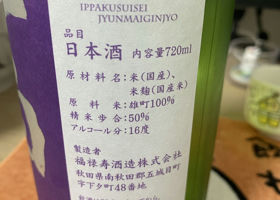 IPPAKUSUISEI
JYUNMAIGINJYO
品目
日本酒 内容量720ml
原材料名：米（国産）、
米麹（国産米）
原料米：雄町100%
精米歩合：50%
アルコール分：16度
製造者
福禄寿酒造株式会社
秋田県南秋田郡五城目町
字下夕町48番地